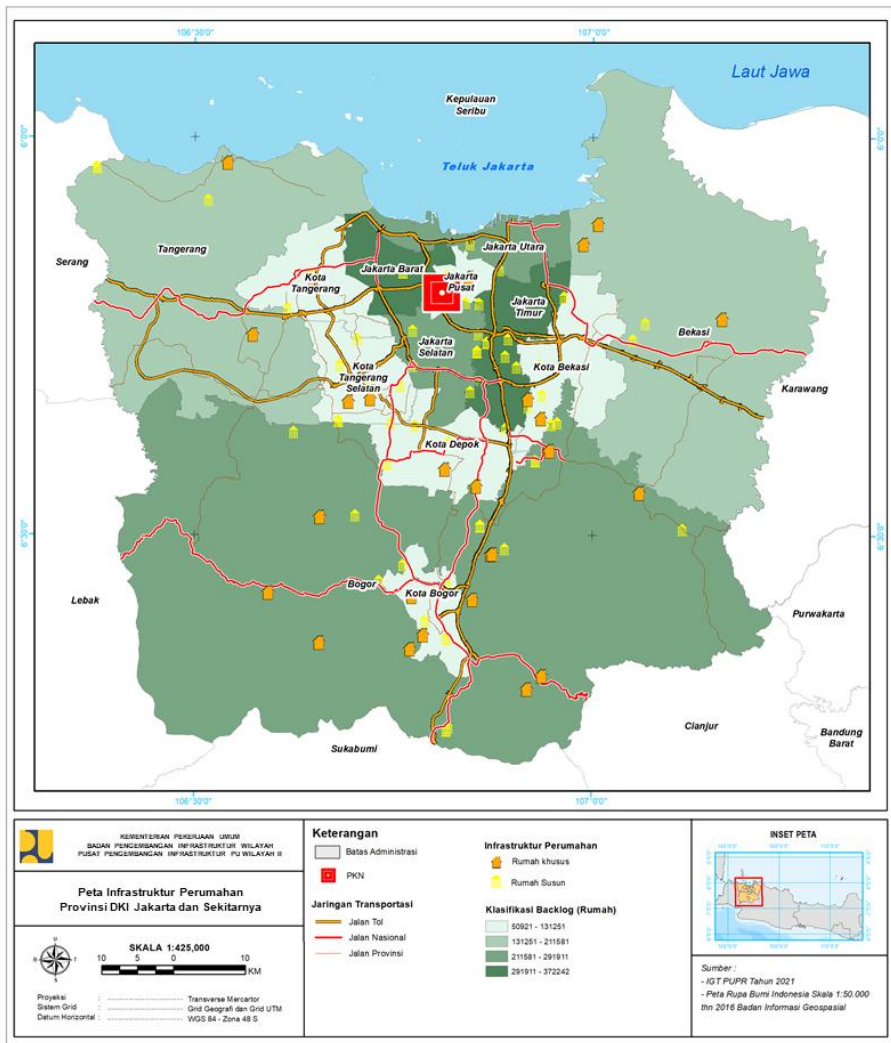 106°30'0"
107°0'0"
Laut Jawa
Kepulauan
Seribu
6°0'0"
6°0'0"
Teluk Jakarta
Tangerang
Serang
Jakarta Utara
Jakarta Barat
Kota
Tangerang
Jakarta
Pusat
Jakarta
Timur
Bekasi
Jakarta
Selatan
Kota
Tangerang
Selatan
Kota Bekasi
Karawang
Kota Depok
6°30'0"
6°30'0"
Bogor
Kota Bogor
Lebak
Purwakarta
Cianjur
Bandung
Barat
Sukabumi
106°30'0"
107°0'0"
KEMENTERIAN PEKERJAAN UMUM
BADAN PENGEMBANGAN INFRASTRUKTUR WILAYAH
PUSAT PENGEMBANGAN INFRASTRUKTUR PU WILAYAH II
Peta Infrastruktur Perumahan
Provinsi DKI Jakarta dan Sekitarnya
U
B
T
S
SKALA 1:425,000
10 5 0 10
KM
Proyeksi : Transverse Mercartor
Sistem Grid : Grid Geografi dan Grid UTM
Datum Horizontal : WGS 84 - Zona 48 S
Keterangan
Batas Administrasi
PKN
Jaringan Transportasi
Jalan Tol
Jalan Nasional
Jalan Provinsi
Infrastruktur Perumahan
Rumah khusus
Rumah Susun
Klasifikasi Backlog (Rumah)
50921 - 131251
131251 - 211581
211581 - 291911
291911 - 372242
INSET PETA
Sumber :
- IGT PUPR Tahun 2021
- Peta Rupa Bumi Indonesia Skala 1:50.000
thn 2016 Badan Informasi Geospasial